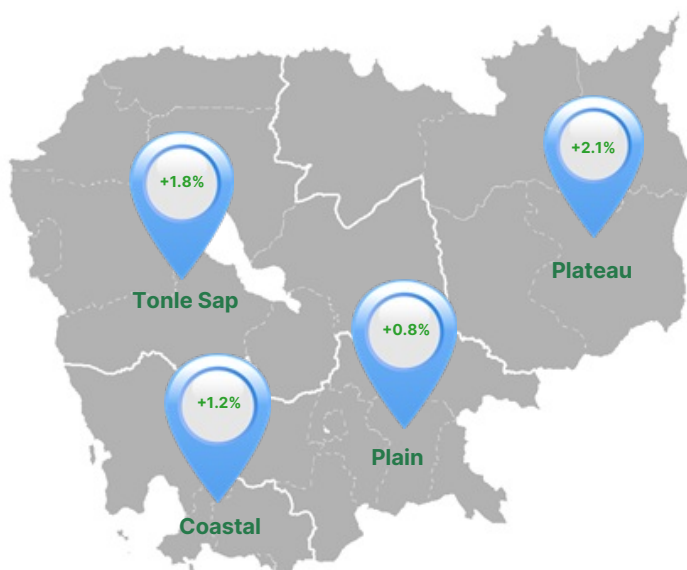 +2.1%
Plateau
+1.8%
Tonle Sap
+0.8%
Plain
+1.2%
Coastal